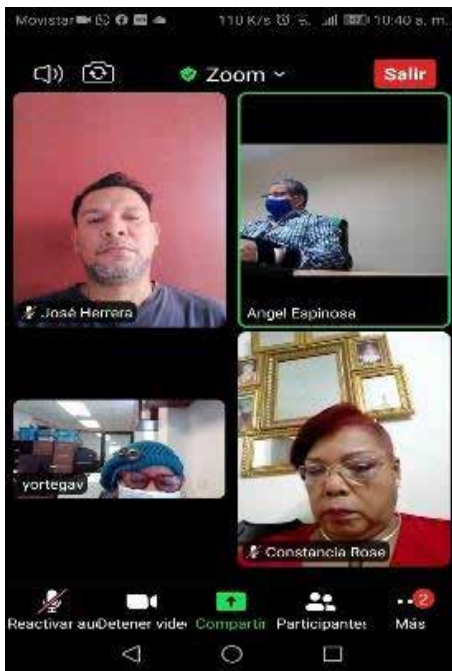 Movistar 110 K/s 10:40 a. m.
Zoom
Salir
José Herrera
Angel Espinosa
yortegav
Constancia Rose
Reactivar au Detener vide Compartir Participantes Más
2